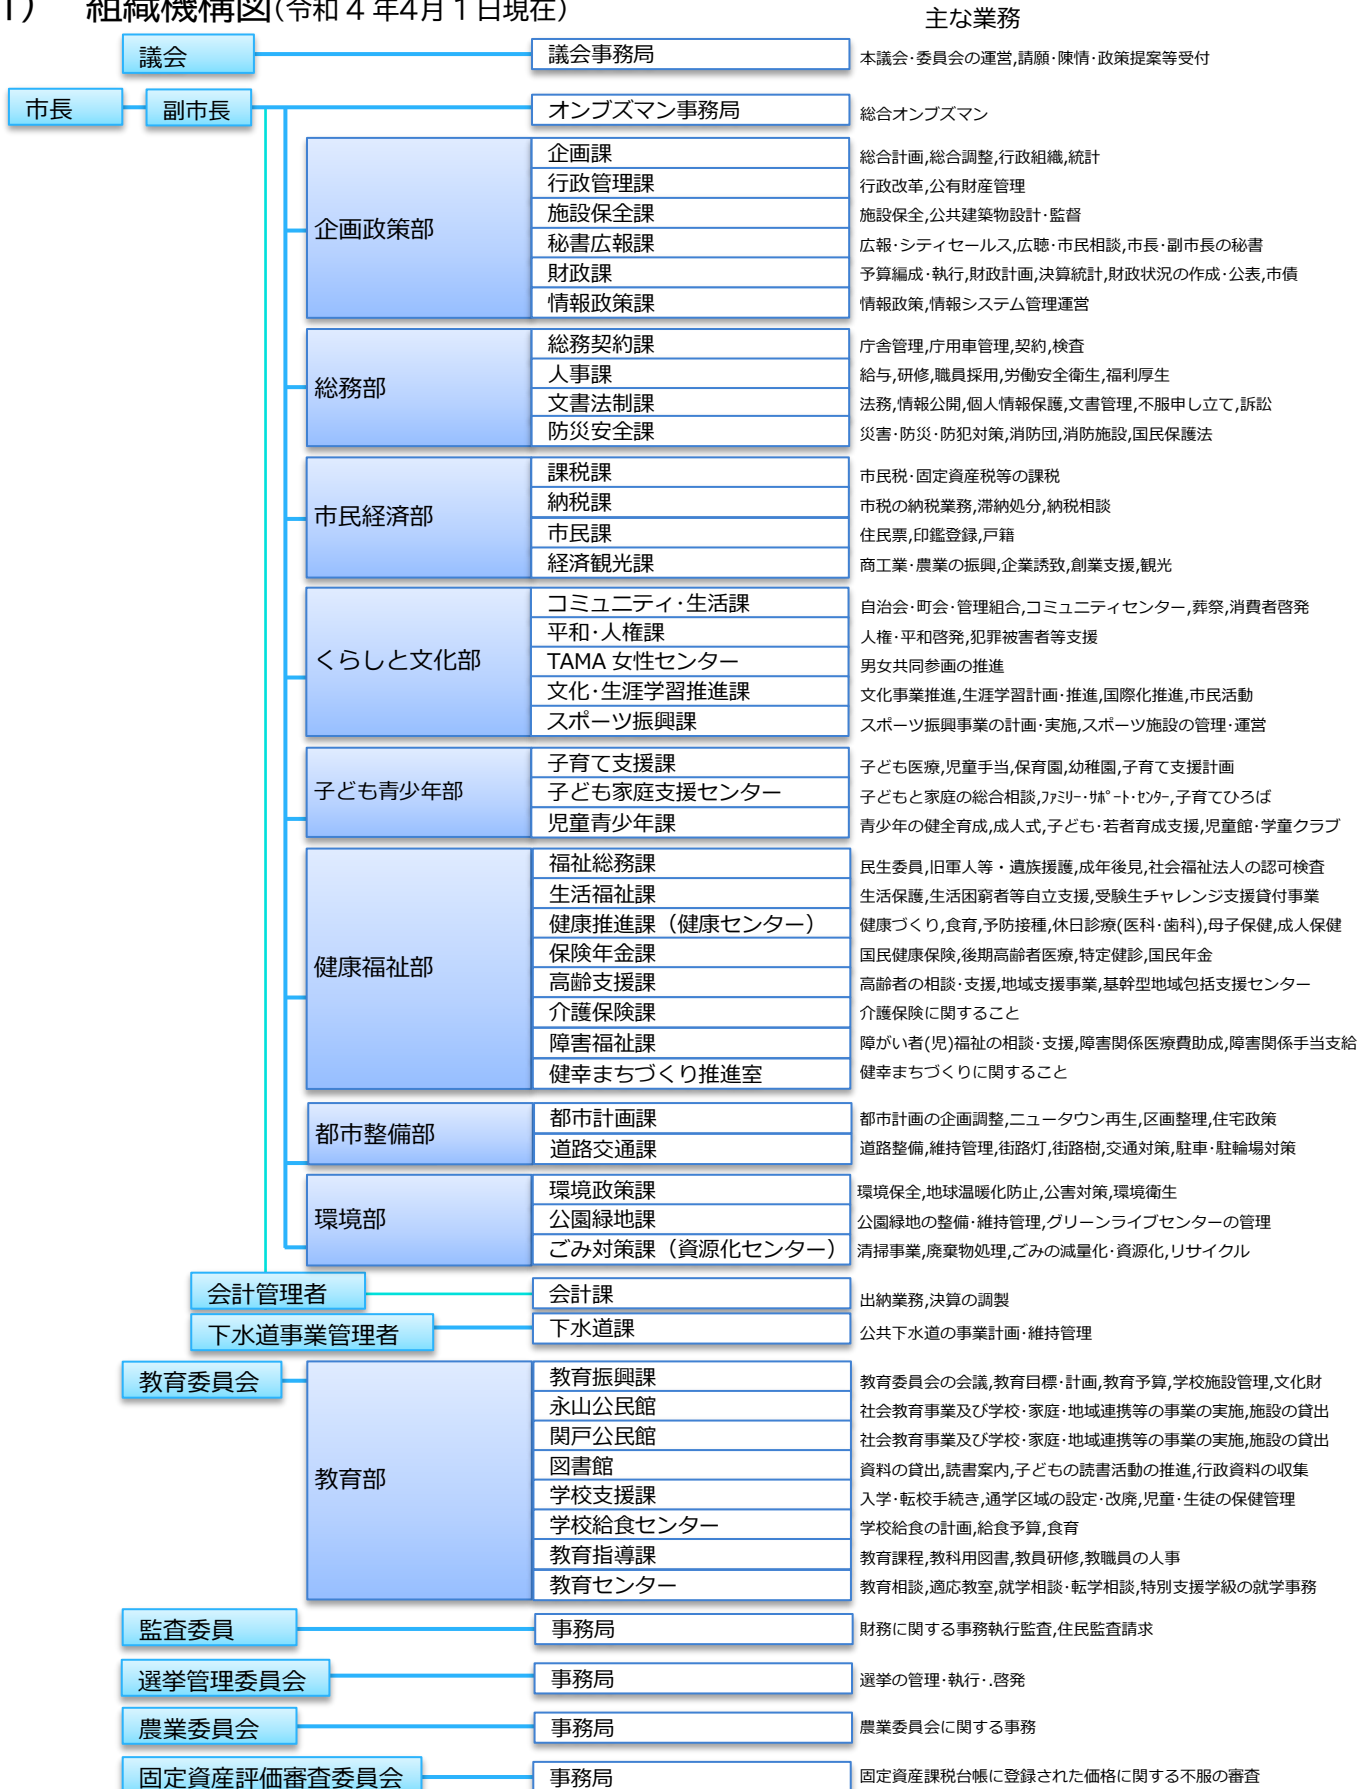 1） 組織機構図(令和４年4月１日現在)
主な業務
議会 議会事務局 本議会･委員会の運営,請願･陳情･政策提案等受付
市長 副市長 オンブズマン事務局 総合オンブズマン
企画政策部
企画課 総合計画,総合調整,行政組織,統計
行政管理課 行政改革,公有財産管理
施設保全課 施設保全,公共建築物設計･監督
秘書広報課 広報･シティセールス,広聴･市民相談,市長･副市長の秘書
財政課 予算編成･執行,財政計画,決算統計,財政状況の作成･公表,市債
情報政策課 情報政策,情報システム管理運営
総務部
総務契約課 庁舎管理,庁用車管理,契約,検査
人事課 給与,研修,職員採用,労働安全衛生,福利厚生
文書法制課 法務,情報公開,個人情報保護,文書管理,不服申し立て,訴訟
防災安全課 災害･防災･防犯対策,消防団,消防施設,国民保護法
市民経済部
課税課 市民税･固定資産税等の課税
納税課 市税の納税業務,滞納処分,納税相談
市民課 住民票,印鑑登録,戸籍
経済観光課 商工業･農業の振興,企業誘致,創業支援,観光
くらしと文化部
コミュニティ･生活課 自治会･町会･管理組合,コミュニティセンター,葬祭,消費者啓発
平和･人権課 人権･平和啓発,犯罪被害者等支援
TAMA 女性センター 男女共同参画の推進
文化･生涯学習推進課 文化事業推進,生涯学習計画･推進,国際化推進,市民活動
スポーツ振興課 スポーツ振興事業の計画･実施,スポーツ施設の管理･運営
子ども青少年部
子育て支援課 子ども医療,児童手当,保育園,幼稚園,子育て支援計画
子ども家庭支援センター 子どもと家庭の総合相談,ﾌｧﾐﾘｰ･ｻﾎﾟｰﾄ･ｾﾝﾀｰ,子育てひろば
児童青少年課 青少年の健全育成,成人式,子ども･若者育成支援,児童館･学童クラブ
健康福祉部
福祉総務課 民生委員,旧軍人等・遺族援護,成年後見,社会福祉法人の認可検査
生活福祉課 生活保護,生活困窮者等自立支援,受験生チャレンジ支援貸付事業
健康推進課（健康センター） 健康づくり,食育,予防接種,休日診療(医科･歯科),母子保健,成人保健
保険年金課 国民健康保険,後期高齢者医療,特定健診,国民年金
高齢支援課 高齢者の相談･支援,地域支援事業,基幹型地域包括支援センター
介護保険課 介護保険に関すること
障害福祉課 障がい者(児)福祉の相談･支援,障害関係医療費助成,障害関係手当支給
健幸まちづくり推進室 健幸まちづくりに関すること
都市整備部
都市計画課 都市計画の企画調整,ニュータウン再生,区画整理,住宅政策
道路交通課 道路整備,維持管理,街路灯,街路樹,交通対策,駐車･駐輪場対策
環境部
環境政策課 環境保全,地球温暖化防止,公害対策,環境衛生
公園緑地課 公園緑地の整備･維持管理,グリーンライブセンターの管理
ごみ対策課（資源化センター） 清掃事業,廃棄物処理,ごみの減量化･資源化,リサイクル
会計管理者 会計課 出納業務,決算の調製
下水道事業管理者 下水道課 公共下水道の事業計画･維持管理
教育委員会
教育部
教育振興課 教育委員会の会議,教育目標･計画,教育予算,学校施設管理,文化財
永山公民館 社会教育事業及び学校･家庭･地域連携等の事業の実施,施設の貸出
関戸公民館 社会教育事業及び学校･家庭･地域連携等の事業の実施,施設の貸出
図書館 資料の貸出,読書案内,子どもの読書活動の推進,行政資料の収集
学校支援課 入学･転校手続き,通学区域の設定･改廃,児童･生徒の保健管理
学校給食センター 学校給食の計画,給食予算,食育
教育指導課 教育課程,教科用図書,教員研修,教職員の人事
教育センター 教育相談,適応教室,就学相談･転学相談,特別支援学級の就学事務
監査委員 事務局 財務に関する事務執行監査,住民監査請求
選挙管理委員会 事務局 選挙の管理･執行･.啓発
農業委員会 事務局 農業委員会に関する事務
固定資産評価審査委員会 事務局 固定資産課税台帳に登録された価格に関する不服の審査